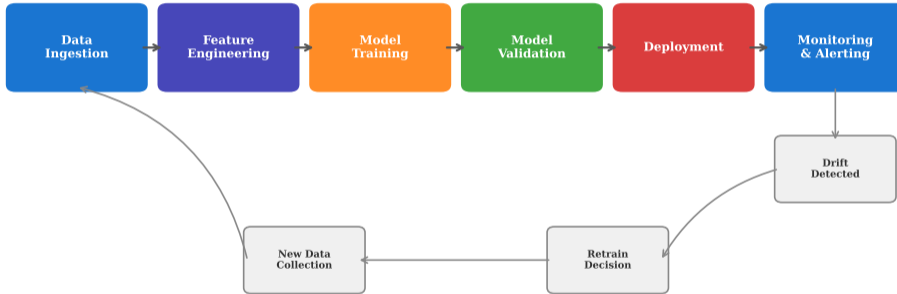 Data
Ingestion
Feature
Engineering
Model
Training
Model
Validation
Deployment
Monitoring
& Alerting
Drift
Detected
New Data
Collection
Retrain
Decision